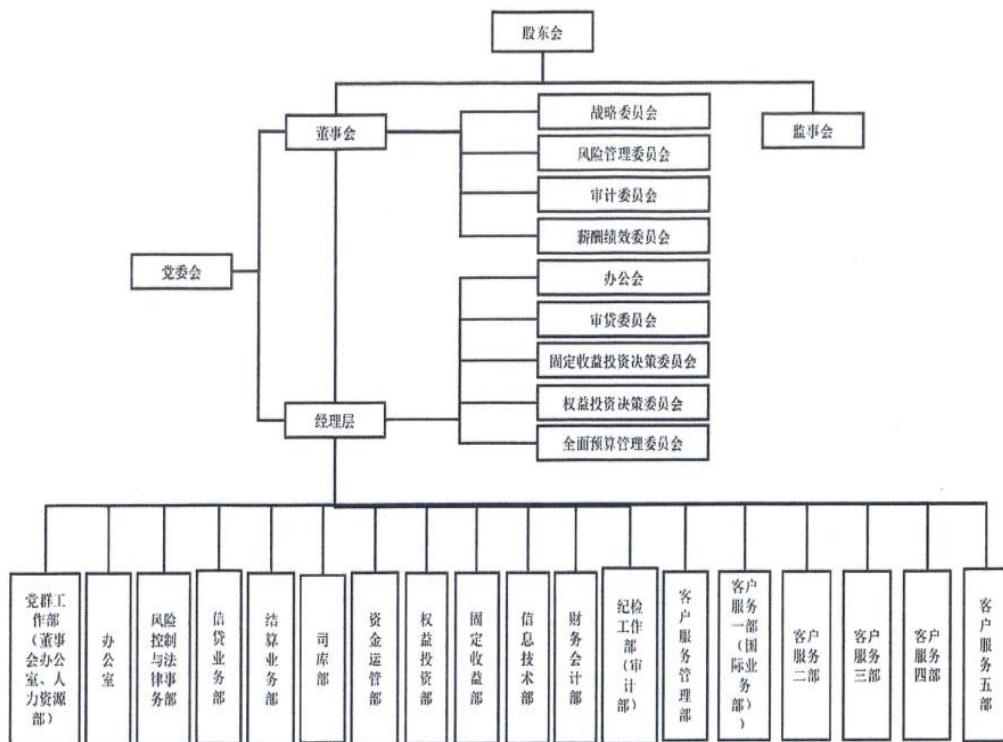 股东会
董事会
监事会
战略委员会
风险管理委员会
审计委员会
薪酬绩效委员会
党委会
办公会
审贷委员会
固定收益投资决策委员会
权益投资决策委员会
全面预算管理委员会
经理层
党群工作部（董事会办公室、人力资源部）
办公室
风险控制与法律事务部
信贷业务部
结算业务部
司库部
资金运管部
权益投资部
固定收益部
信息技术部
财务会计部
纪检工作部（审计部）
客户服务管理部
客户服务一部（国际业务部）
客户服务二部
客户服务三部
客户服务四部
客户服务五部